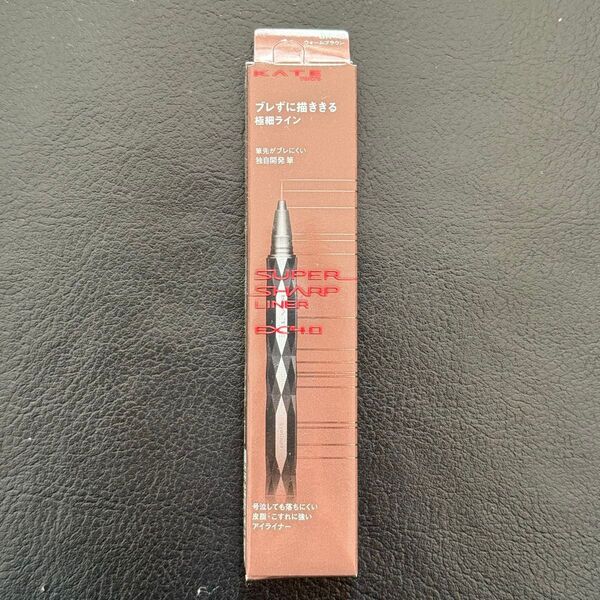 ウォームブラウン
KATE
TOKYO
ブレずに描ききる
極細ライン
筆先がブレにくい
独自開発 筆
SUPER
SHARP
LINER
EX4.0
号泣しても落ちにくい
皮脂・こすれに強い
アイライナー